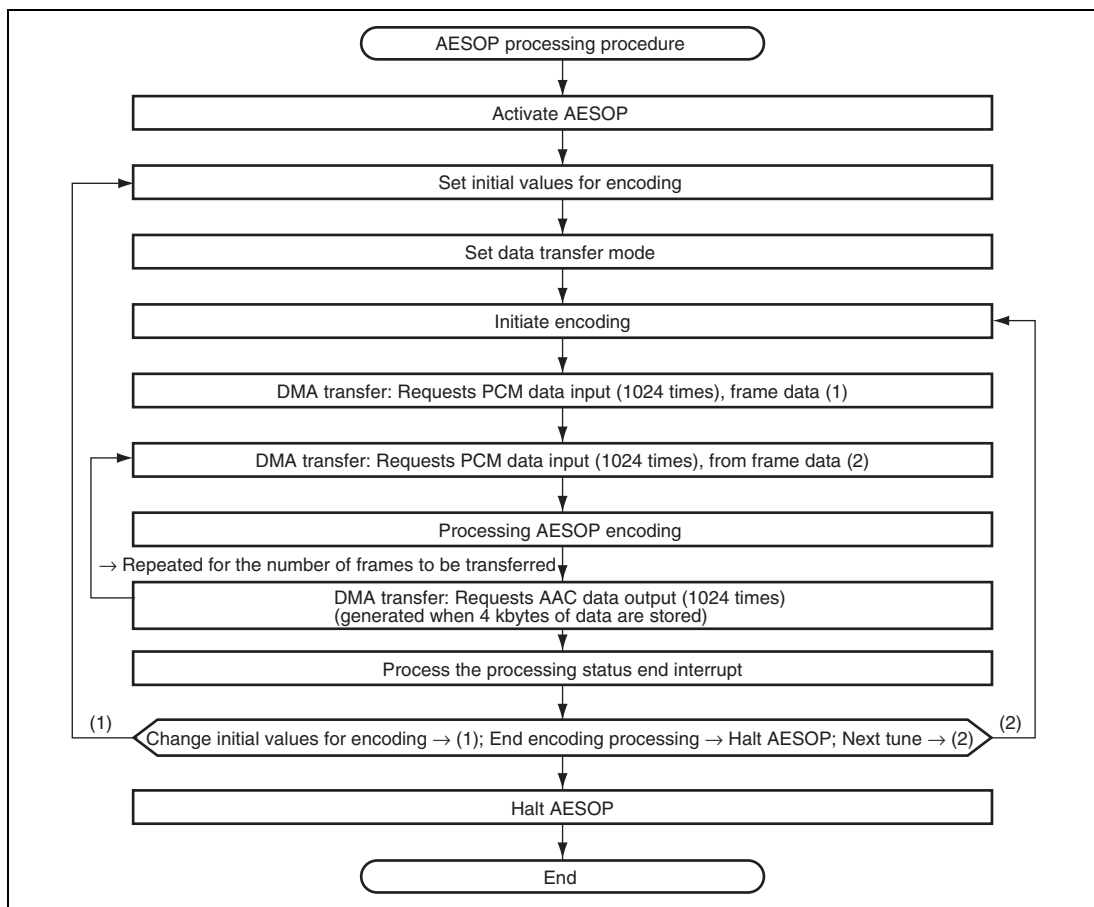 AESOP processing procedure
Activate AESOP
Set initial values for encoding
Set data transfer mode
Initiate encoding
DMA transfer: Requests PCM data input (1024 times), frame data (1)
DMA transfer: Requests PCM data input (1024 times), from frame data (2)
Processing AESOP encoding
→ Repeated for the number of frames to be transferred
DMA transfer: Requests AAC data output (1024 times)
(generated when 4 kbytes of data are stored)
Process the processing status end interrupt
(1)
(2)
Change initial values for encoding → (1); End encoding processing → Halt AESOP; Next tune → (2)
Halt AESOP
End